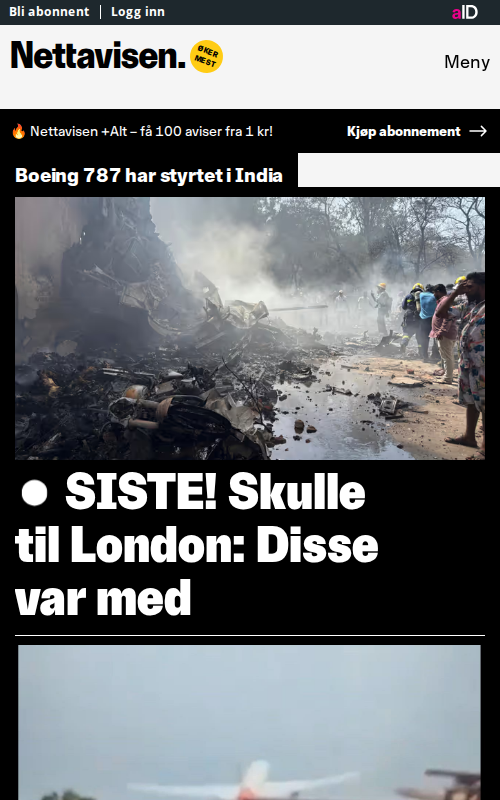 Bli abonnent | Logg inn
aID
Nettavisen.
ØKER
MEST
Meny
🔥 Nettavisen +Alt – få 100 aviser fra 1 kr!
Kjøp abonnement →
Boeing 787 har styrtet i India
● SISTE! Skulle
til London: Disse
var med